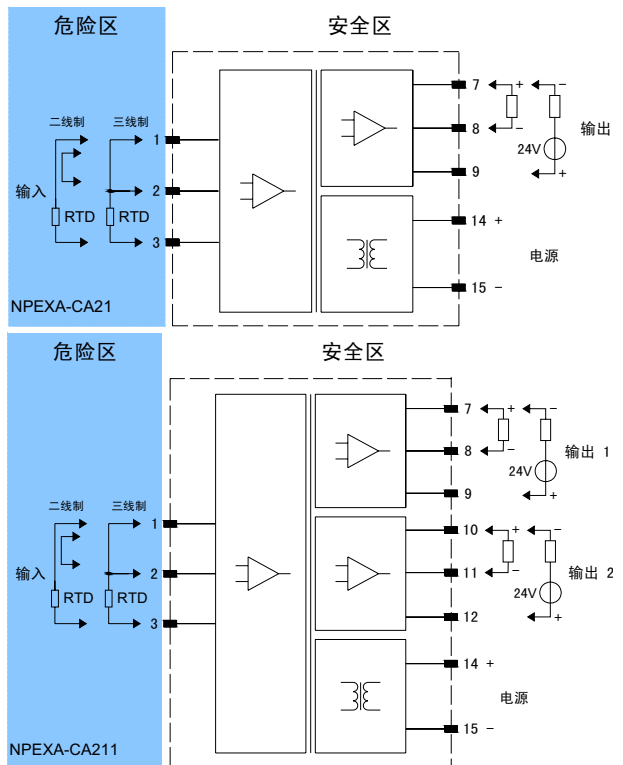 危险区 安全区
二线制 三线制
输入
RTD RTD
1
2
3
7 + −
8 −
24V
9 +
输出
14 +
电源
15 −
NPEXA-CA21
危险区 安全区
二线制 三线制
输入
RTD RTD
1
2
3
7 + −
8 −
24V
9 +
输出 1
10 + −
11 −
24V
12 +
输出 2
14 +
电源
15 −
NPEXA-CA211